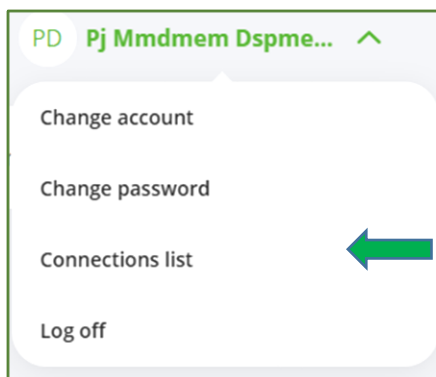 PD Pj Mmdmem Dspme...
Change account
Change password
Connections list
Log off